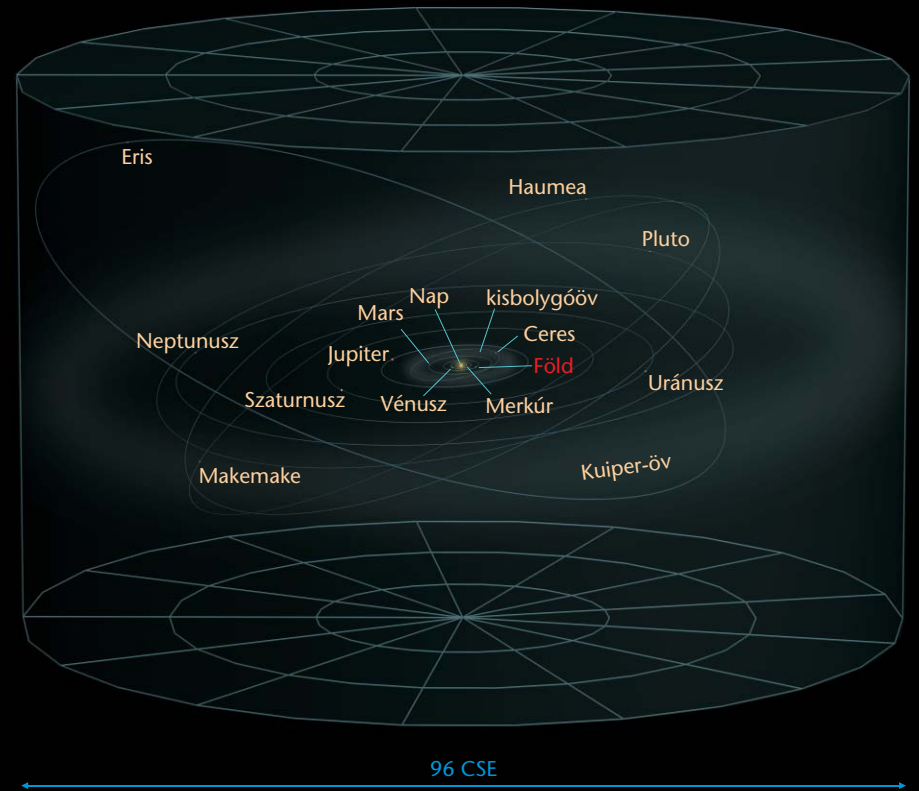 Eris
Haumea
Pluto
Nap
kisbolygóöv
Mars
Ceres
Neptunusz
Jupiter
Föld
Uránusz
Szaturnusz
Vénusz
Merkúr
Makemake
Kuiper-öv
96 CSE